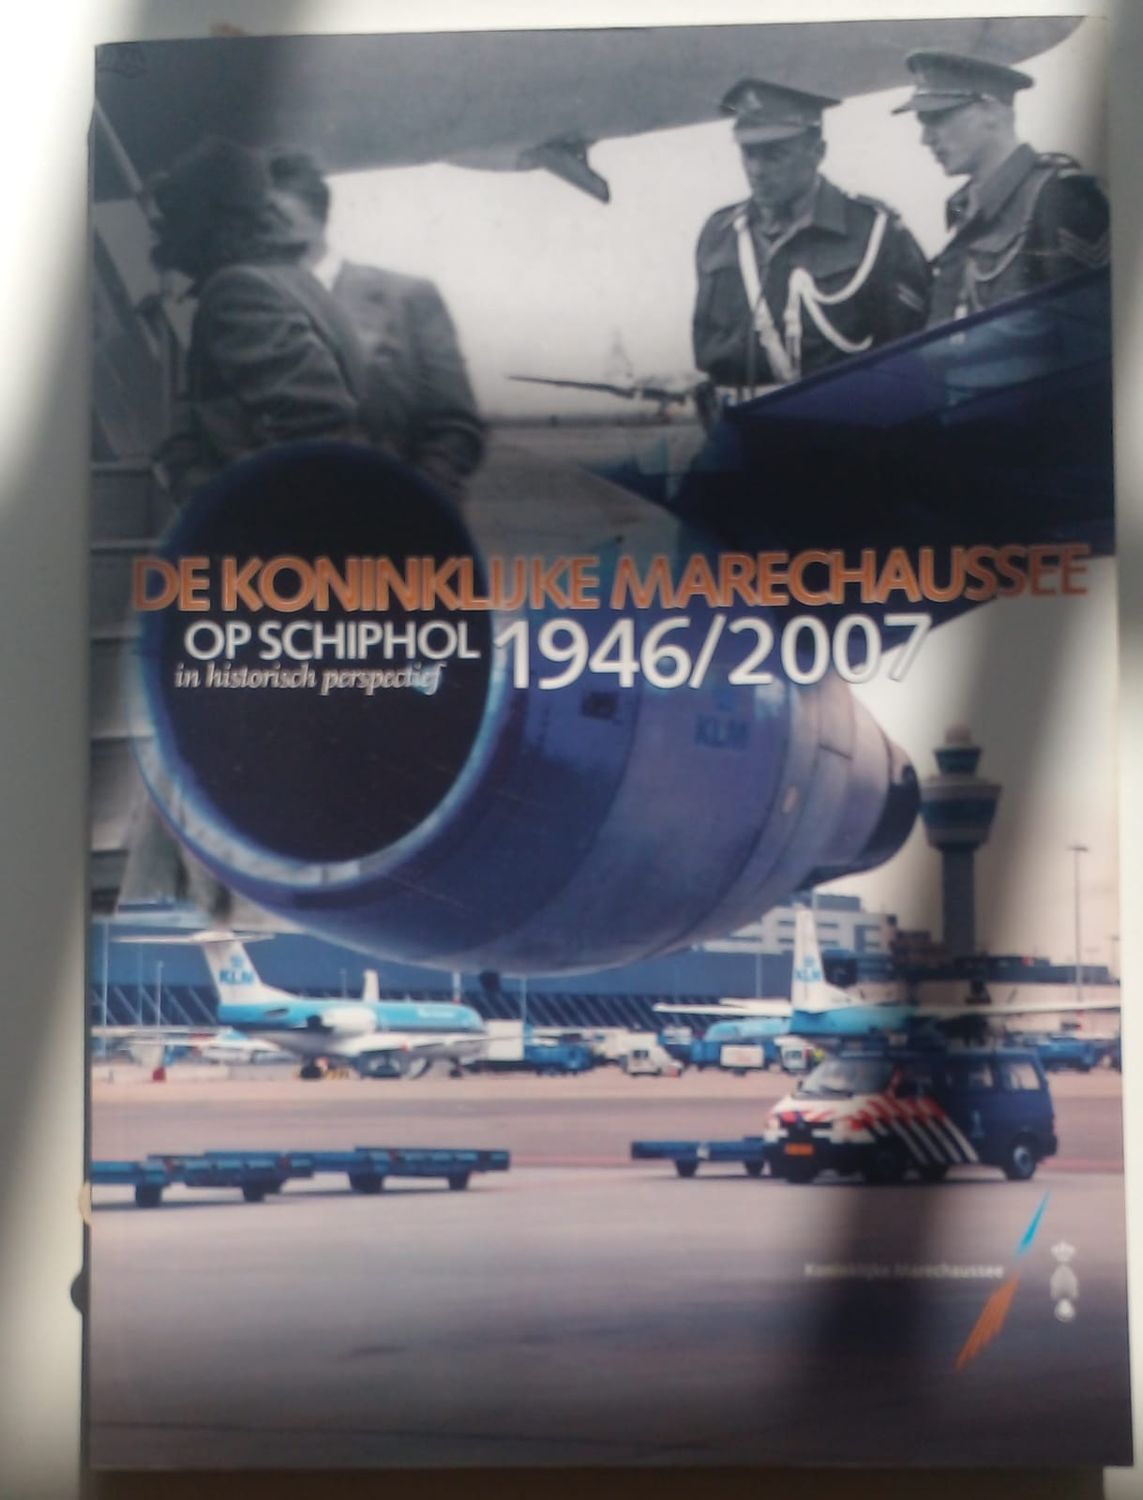 DE KONINKLIJKE MARECHAUSSEE
OP SCHIPHOL 1946/2007
in historisch perspectief
KLM
KLM
KLM
Koninklijke Marechaussee